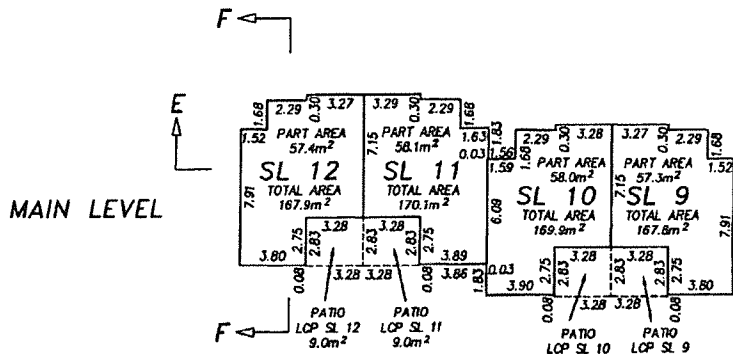 F
E
MAIN LEVEL
1.52
1.68
2.29
0.30
3.27
PART AREA
57.4m²
SL 12
TOTAL AREA
167.9m²
7.91
3.80
0.08
2.75
2.83
3.28
3.28
7.15
3.29
0.30
2.29
1.68
1.63
1.83
0.03
PART AREA
58.1m²
SL 11
TOTAL AREA
170.1m²
3.28
2.83
2.75
3.28
0.08
3.89
3.86
1.83
0.03
6.09
1.56
1.59
1.68
2.29
0.30
3.28
PART AREA
58.0m²
SL 10
TOTAL AREA
169.9m²
3.28
2.75
2.83
3.90
0.08
3.28
7.15
3.27
0.30
2.29
1.68
1.52
PART AREA
57.3m²
SL 9
TOTAL AREA
167.8m²
7.91
3.28
2.83
2.75
3.28
0.08
3.80
PATIO
LCP SL 12
9.0m²
PATIO
LCP SL 11
9.0m²
PATIO
LCP SL 10
PATIO
LCP SL 9
F